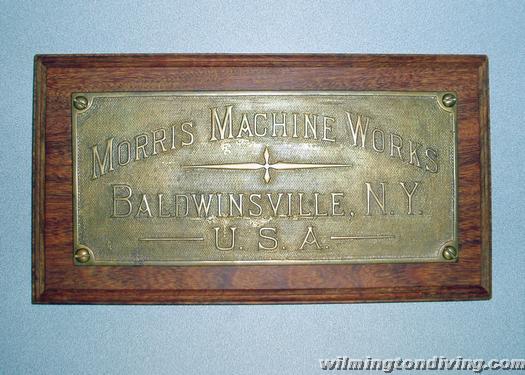 MORRIS MACHINE WORKS
BALDWINSVILLE, N.Y.
U.S.A.
wilmingtondiving.com